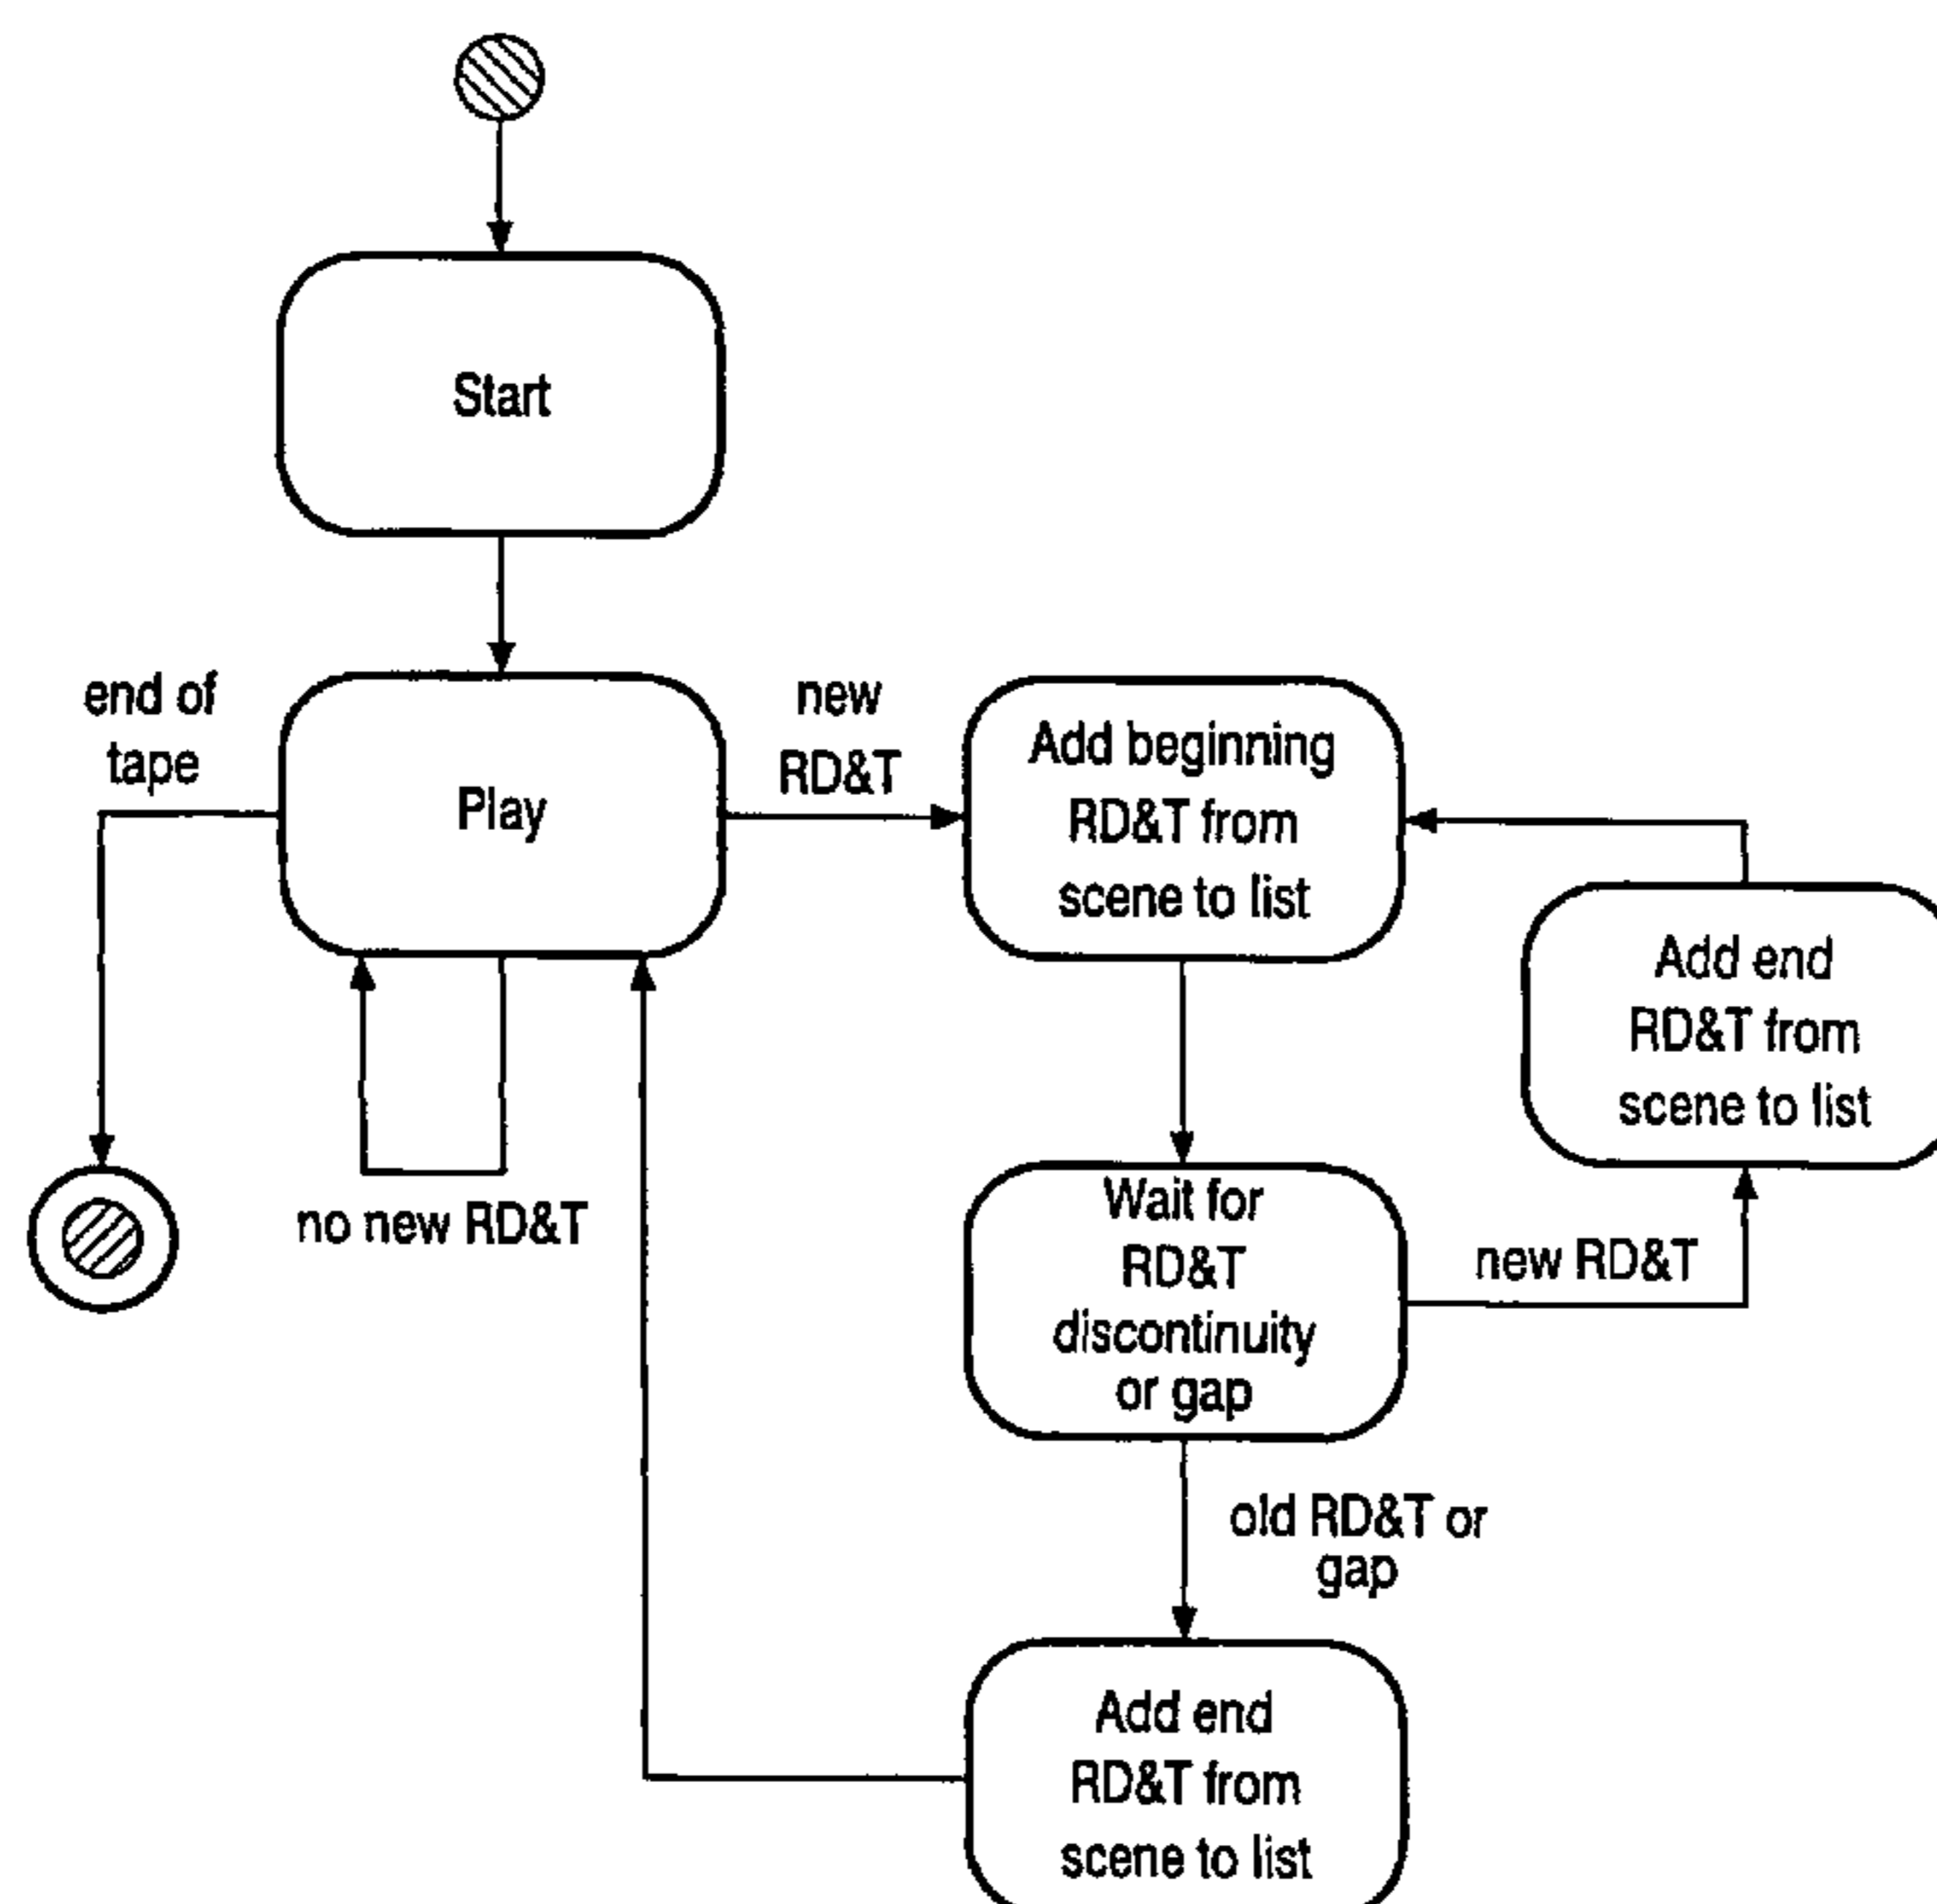 Start
end of
tape
Play
new
RD&T
Add beginning
RD&T from
scene to list
Add end
RD&T from
scene to list
no new RD&T
Wait for
RD&T
discontinuity
or gap
new RD&T
old RD&T or
gap
Add end
RD&T from
scene to list